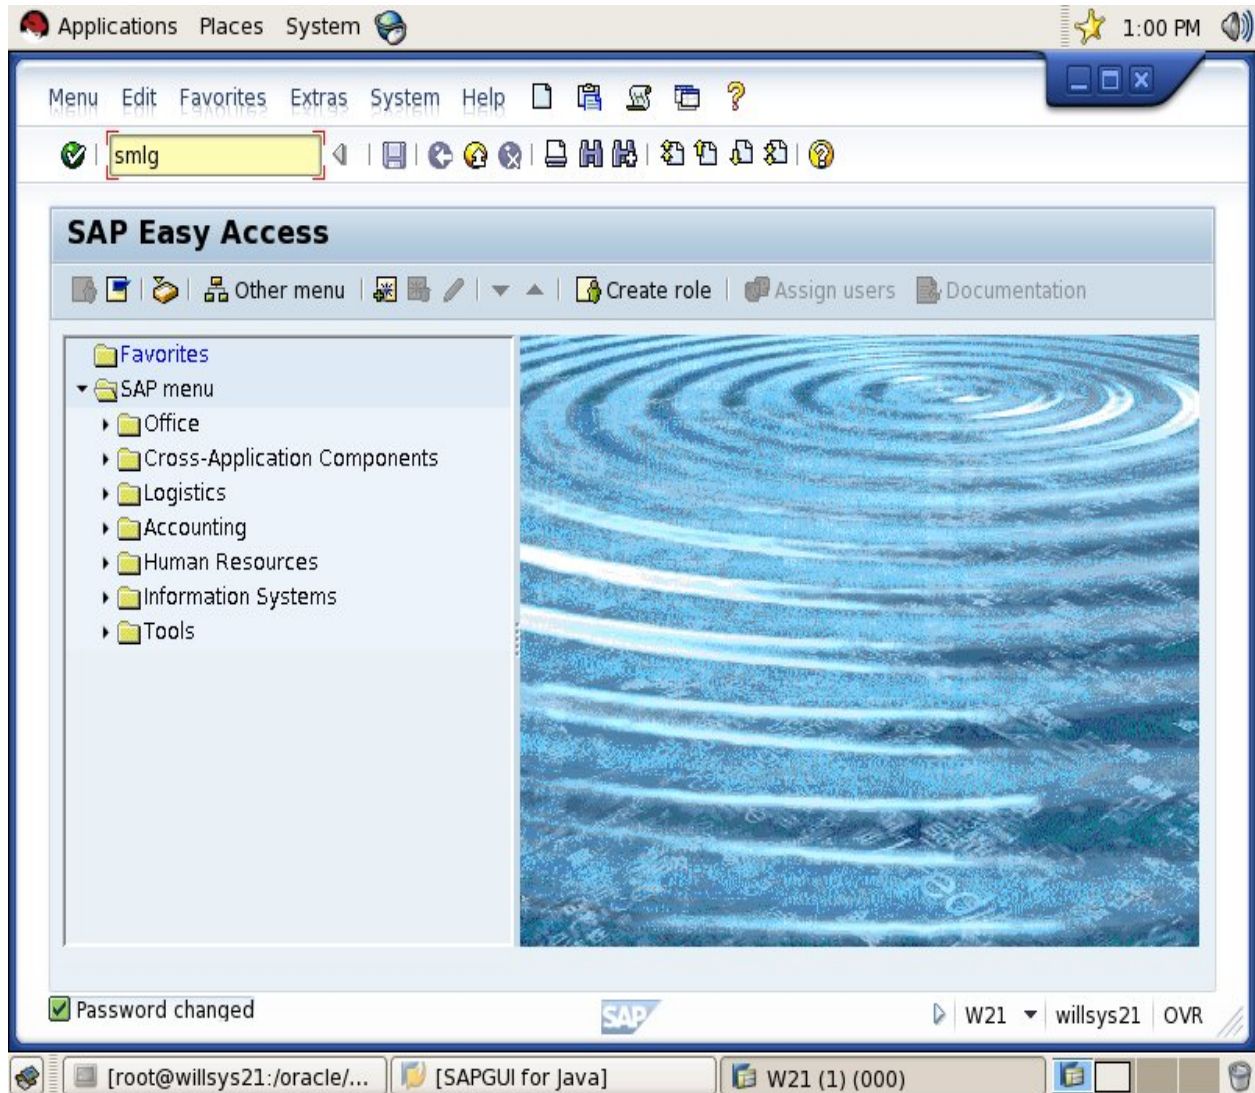 Applications Places System 1:00 PM
Menu Edit Favorites Extras System Help
smlg
SAP Easy Access
Other menu Create role Assign users Documentation
Favorites
SAP menu
Office
Cross-Application Components
Logistics
Accounting
Human Resources
Information Systems
Tools
Password changed SAP W21 willsys21 OVR
[root@willsys21:/oracle/... [SAPGUI for Java] W21 (1) (000)